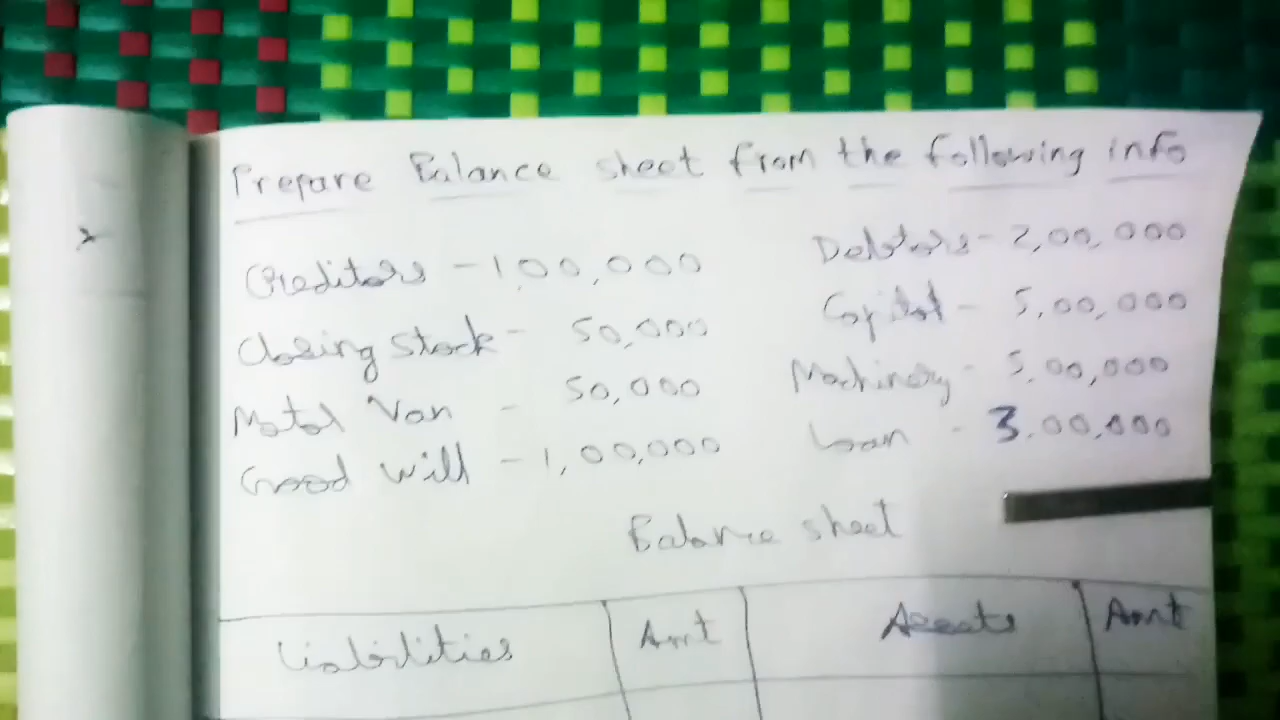 Prepare Balance sheet from the following info
Creditors - 1,00,000 Debtors - 2,00,000
Closing stock - 50,000 Capital - 5,00,000
Motor Van - 50,000 Machinery - 5,00,000
Good will - 1,00,000 Loan - 3,00,000
Balance sheet
Liabilities Amt Assets Amt